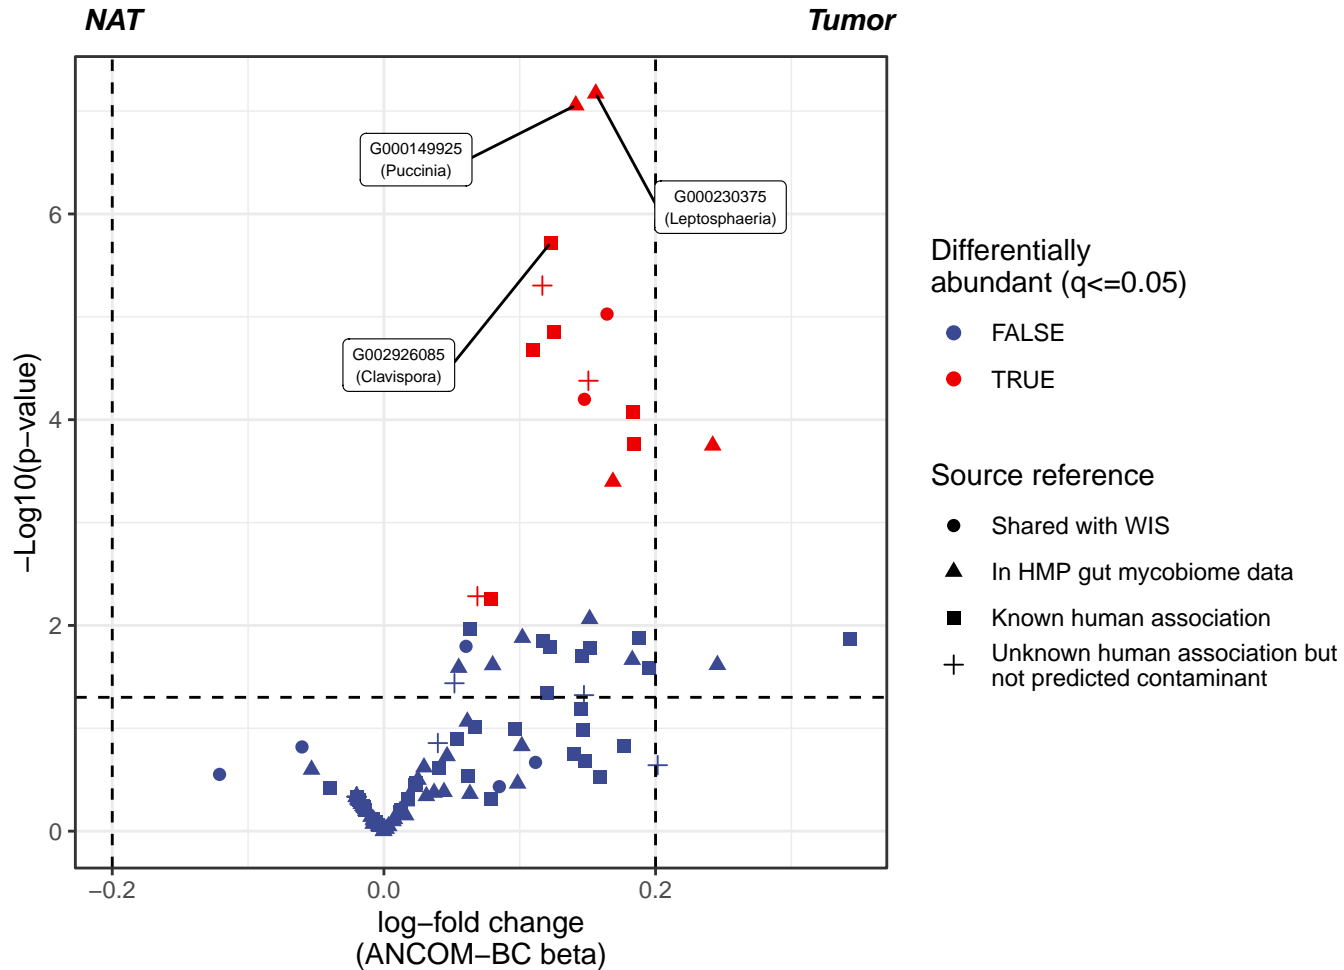 NAT
Tumor
G000149925
(Puccinia)
G000230375
(Leptosphaeria)
G002926085
(Clavispora)
−Log10(p−value)
6
4
2
0
−0.2
0.0
0.2
log−fold change
(ANCOM−BC beta)
Differentially
abundant (q<=0.05)
FALSE
TRUE
Source reference
Shared with WIS
In HMP gut mycobiome data
Known human association
Unknown human association but
not predicted contaminant